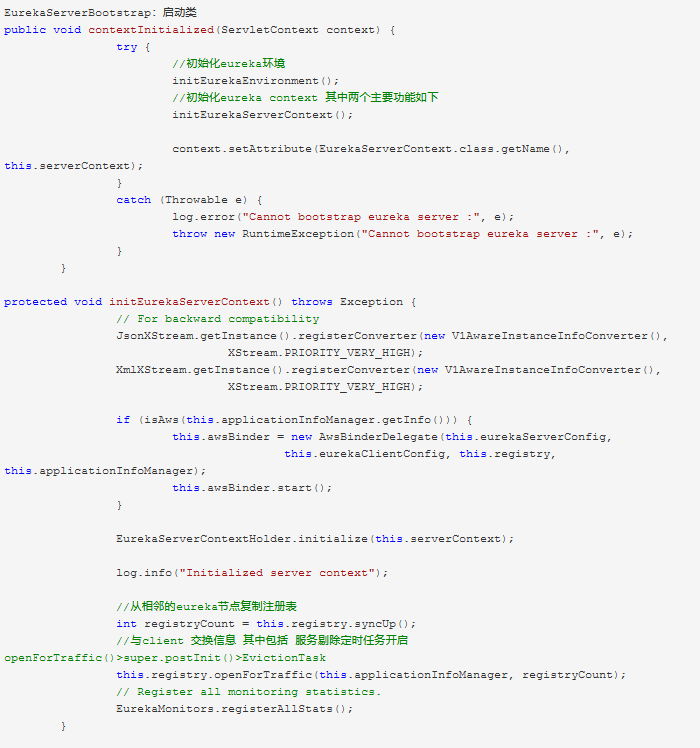 EurekaServerBootstrap：启动类
public void contextInitialized(ServletContext context) {
try {
//初始化eureka环境
initEurekaEnvironment();
//初始化eureka context 其中两个主要功能如下
initEurekaServerContext();
context.setAttribute(EurekaServerContext.class.getName(),
this.serverContext);
}
catch (Throwable e) {
log.error("Cannot bootstrap eureka server :", e);
throw new RuntimeException("Cannot bootstrap eureka server :", e);
}
}
protected void initEurekaServerContext() throws Exception {
// For backward compatibility
JsonXStream.getInstance().registerConverter(new V1AwareInstanceInfoConverter(),
XStream.PRIORITY_VERY_HIGH);
XmlXStream.getInstance().registerConverter(new V1AwareInstanceInfoConverter(),
XStream.PRIORITY_VERY_HIGH);
if (isAws(this.applicationInfoManager.getInfo())) {
this.awsBinder = new AwsBinderDelegate(this.eurekaServerConfig,
this.eurekaClientConfig, this.registry,
this.applicationInfoManager);
this.awsBinder.start();
}
EurekaServerContextHolder.initialize(this.serverContext);
log.info("Initialized server context");
//从相邻的eureka节点复制注册表
int registryCount = this.registry.syncUp();
//与client 交换信息 其中包括 服务剔除定时任务开启
openForTraffic()>super.postInit()>EvictionTask
this.registry.openForTraffic(this.applicationInfoManager, registryCount);
// Register all monitoring statistics.
EurekaMonitors.registerAllStats();
}